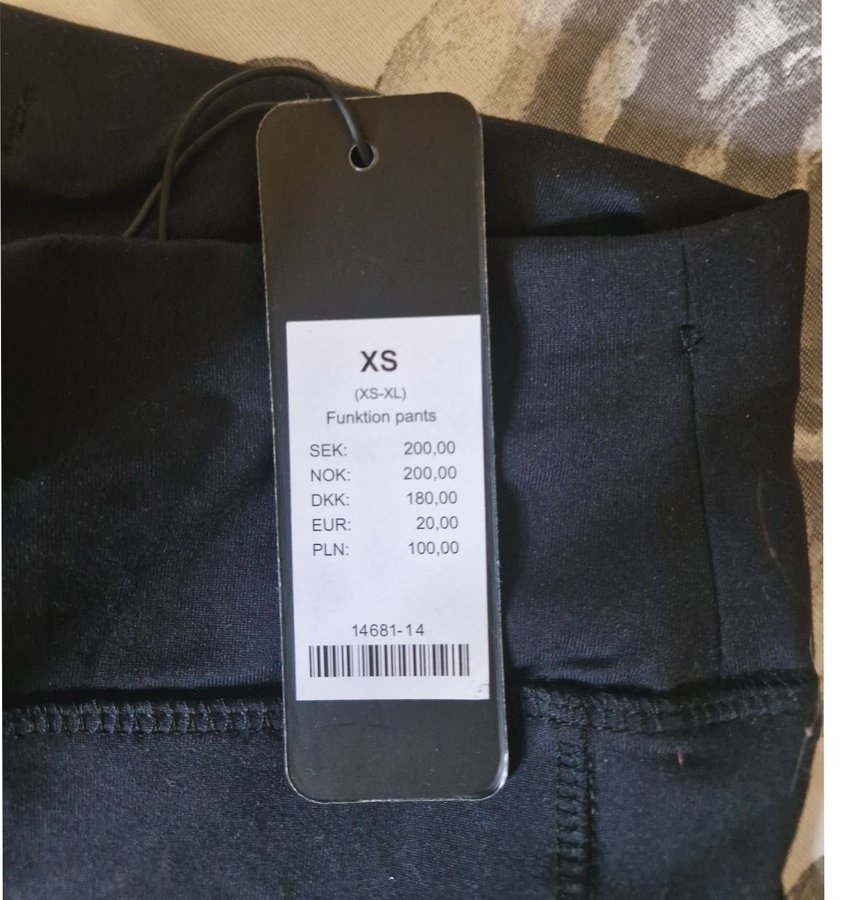 XS
(XS-XL)
Funktion pants
SEK: 200,00
NOK: 200,00
DKK: 180,00
EUR: 20,00
PLN: 100,00
14681-14